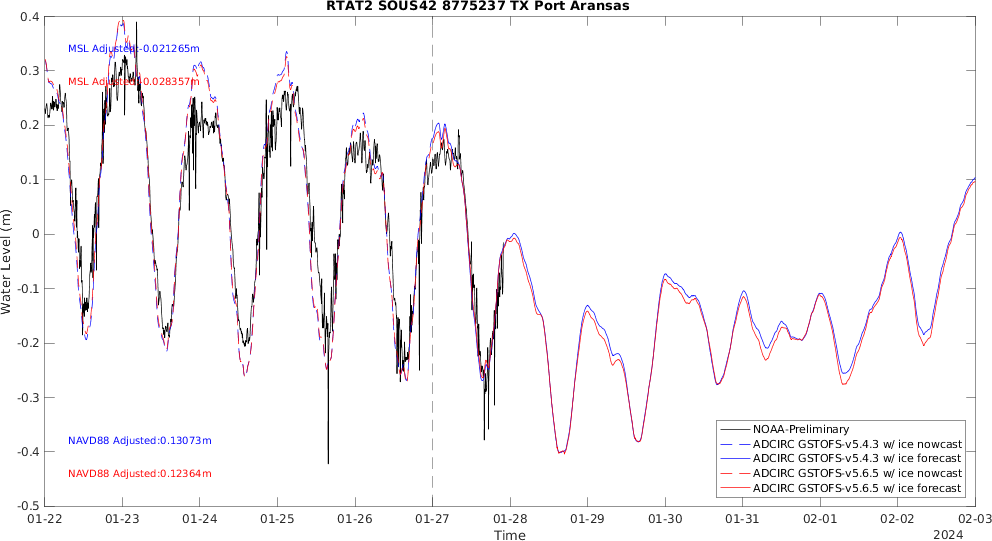 RTAT2 SOUS42 8775237 TX Port Aransas
0.4
0.3
0.2
0.1
0
-0.1
-0.2
-0.3
-0.4
-0.5
Water Level (m)
MSL Adjusted:-0.021265m
MSL Adjusted:-0.028357m
NAVD88 Adjusted:0.13073m
NAVD88 Adjusted:0.12364m
NOAA-Preliminary
ADCIRC GSTOFS-v5.4.3 w/ ice nowcast
ADCIRC GSTOFS-v5.4.3 w/ ice forecast
ADCIRC GSTOFS-v5.6.5 w/ ice nowcast
ADCIRC GSTOFS-v5.6.5 w/ ice forecast
01-22 01-23 01-24 01-25 01-26 01-27 01-28 01-29 01-30 01-31 02-01 02-02 02-03
Time
2024